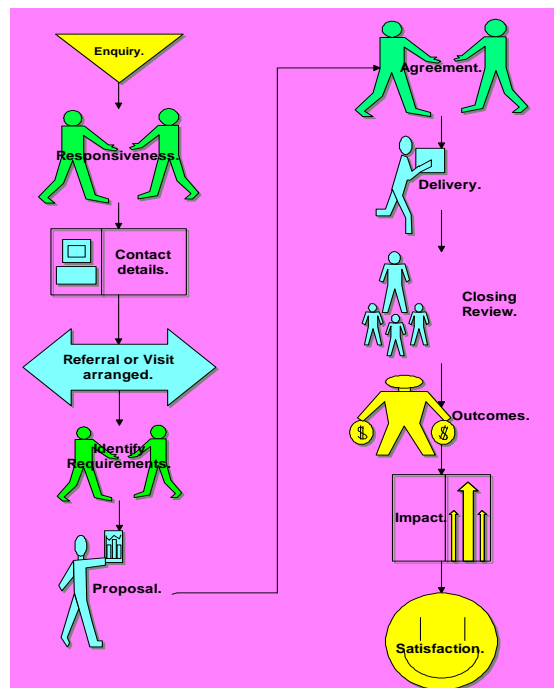 Enquiry.
Responsiveness.
Contact
details.
Referral or Visit
arranged.
Identify
Requirements.
Proposal.
Agreement.
Delivery.
Closing
Review.
$ $
Outcomes.
Impact.
Satisfaction.